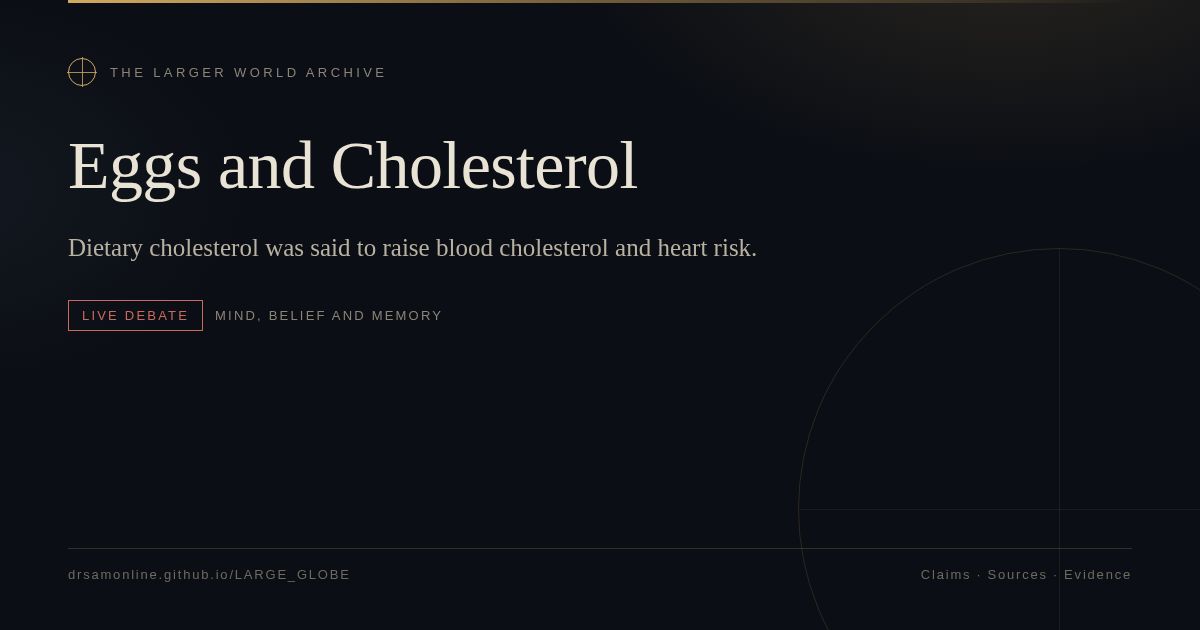 THE LARGER WORLD ARCHIVE
Eggs and Cholesterol
Dietary cholesterol was said to raise blood cholesterol and heart risk.
LIVE DEBATE MIND, BELIEF AND MEMORY
drsamonline.github.io/LARGE_GLOBE Claims · Sources · Evidence